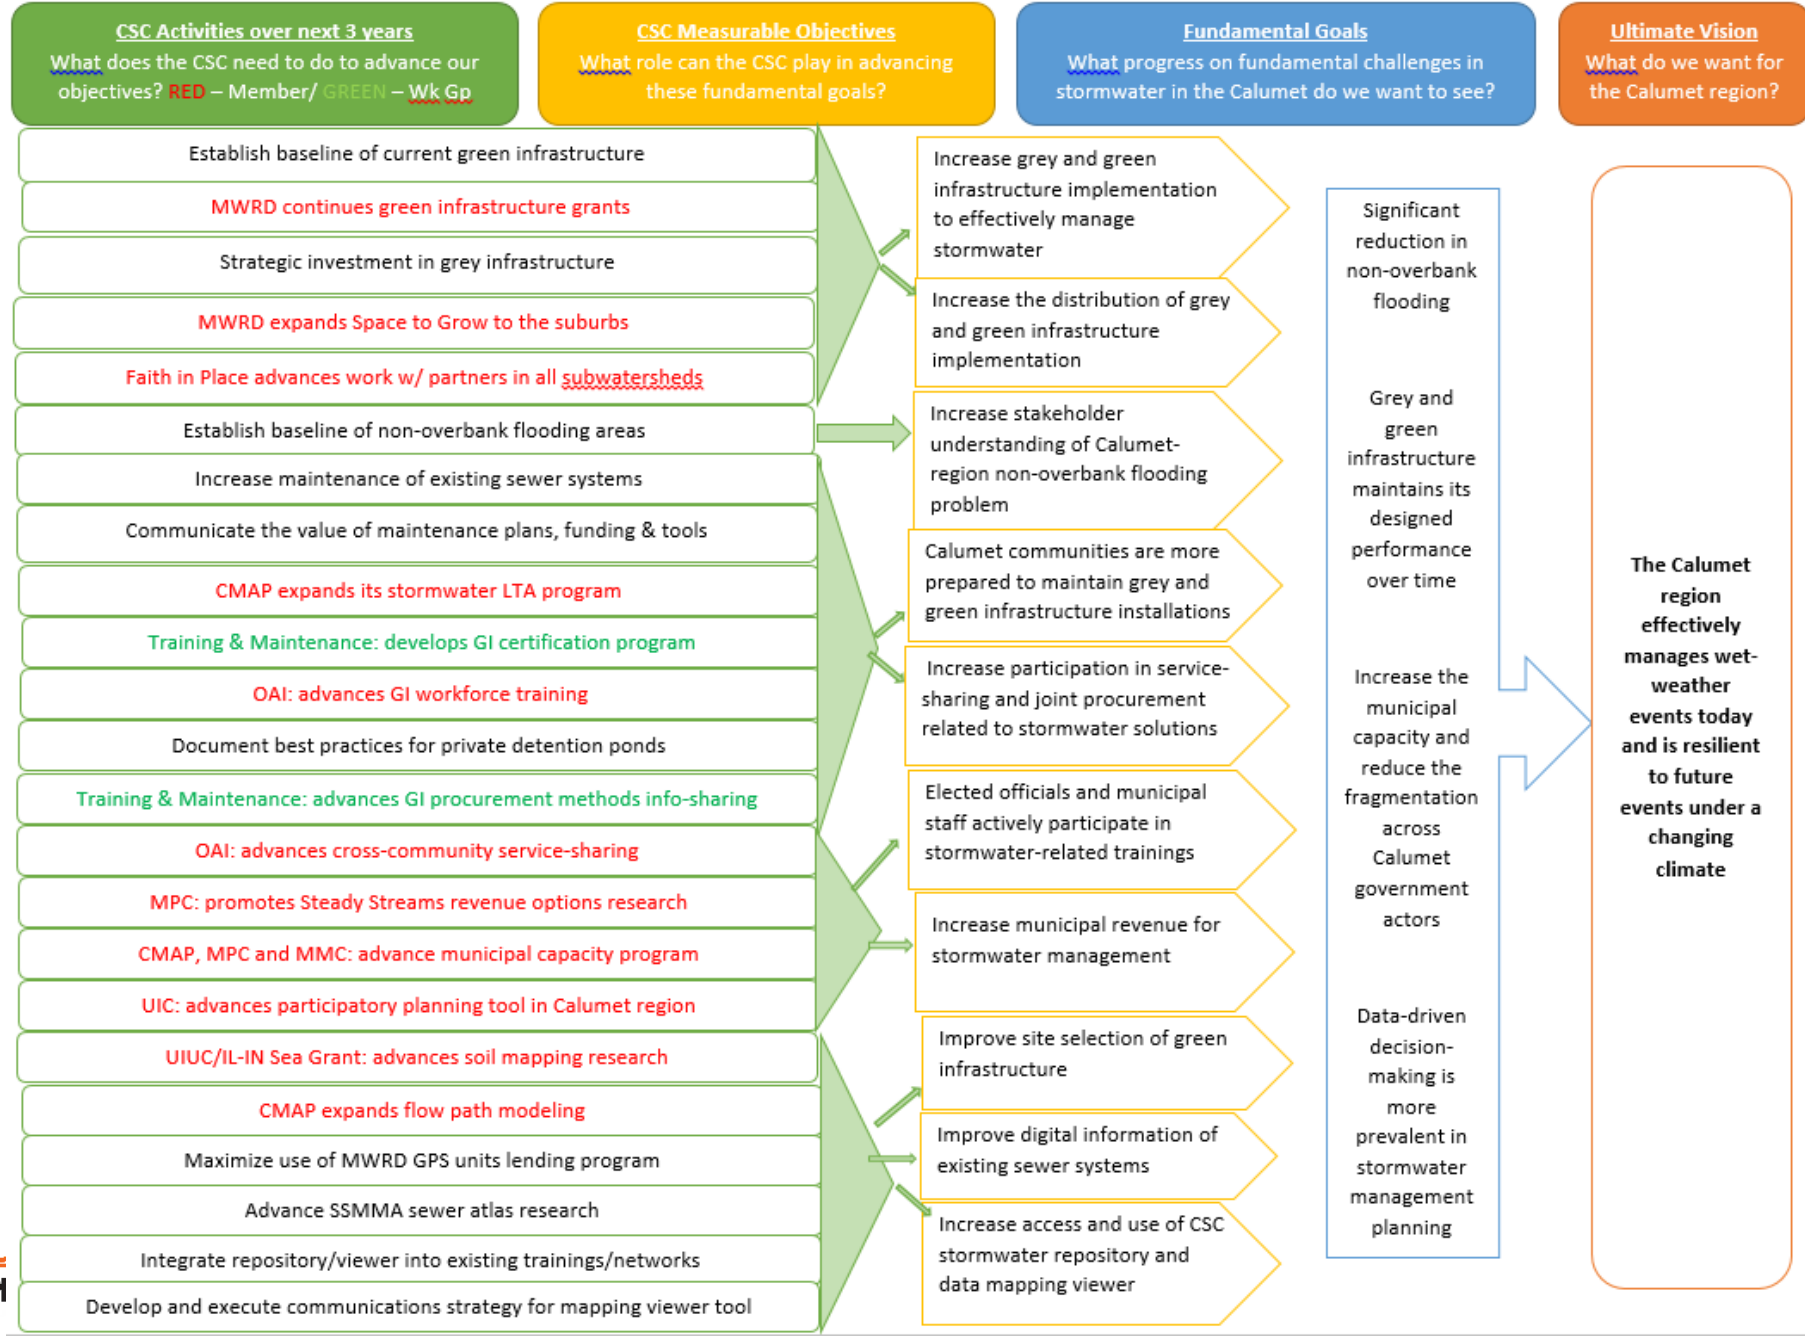 CSC Activities over next 3 years
What does the CSC need to do to advance our
objectives? RED – Member/ GREEN – Wk Gp
CSC Measurable Objectives
What role can the CSC play in advancing
these fundamental goals?
Fundamental Goals
What progress on fundamental challenges in
stormwater in the Calumet do we want to see?
Ultimate Vision
What do we want for
the Calumet region?
Establish baseline of current green infrastructure
MWRD continues green infrastructure grants
Strategic investment in grey infrastructure
MWRD expands Space to Grow to the suburbs
Faith in Place advances work w/ partners in all subwatersheds
Establish baseline of non-overbank flooding areas
Increase maintenance of existing sewer systems
Communicate the value of maintenance plans, funding & tools
CMAP expands its stormwater LTA program
Training & Maintenance: develops GI certification program
OAI: advances GI workforce training
Document best practices for private detention ponds
Training & Maintenance: advances GI procurement methods info-sharing
OAI: advances cross-community service-sharing
MPC: promotes Steady Streams revenue options research
CMAP, MPC and MMC: advance municipal capacity program
UIC: advances participatory planning tool in Calumet region
UIUC/IL-IN Sea Grant: advances soil mapping research
CMAP expands flow path modeling
Maximize use of MWRD GPS units lending program
Advance SSMMA sewer atlas research
Integrate repository/viewer into existing trainings/networks
Develop and execute communications strategy for mapping viewer tool
Increase grey and green
infrastructure implementation
to effectively manage
stormwater
Increase the distribution of grey
and green infrastructure
implementation
Increase stakeholder
understanding of Calumet-
region non-overbank flooding
problem
Calumet communities are more
prepared to maintain grey and
green infrastructure installations
Increase participation in service-
sharing and joint procurement
related to stormwater solutions
Elected officials and municipal
staff actively participate in
stormwater-related trainings
Increase municipal revenue for
stormwater management
Improve site selection of green
infrastructure
Improve digital information of
existing sewer systems
Increase access and use of CSC
stormwater repository and
data mapping viewer
Significant
reduction in
non-overbank
flooding
Grey and
green
infrastructure
maintains its
designed
performance
over time
Increase the
municipal
capacity and
reduce the
fragmentation
across
Calumet
government
actors
Data-driven
decision-
making is
more
prevalent in
stormwater
management
planning
The Calumet
region
effectively
manages wet-
weather
events today
and is resilient
to future
events under a
changing
climate